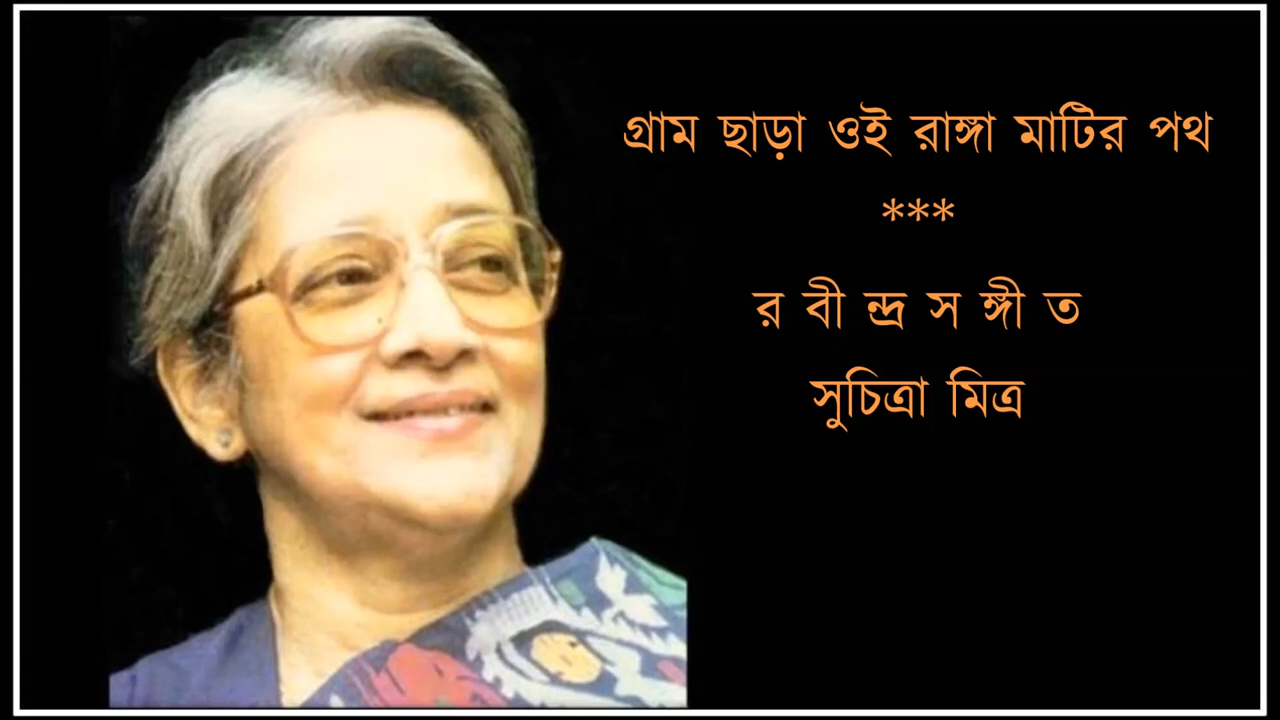 গ্রাম ছাড়া ওই রাঙ্গা মাটির পথ
***
র বী ন্দ্র স ঙ্গী ত
সুচিত্রা মিত্র